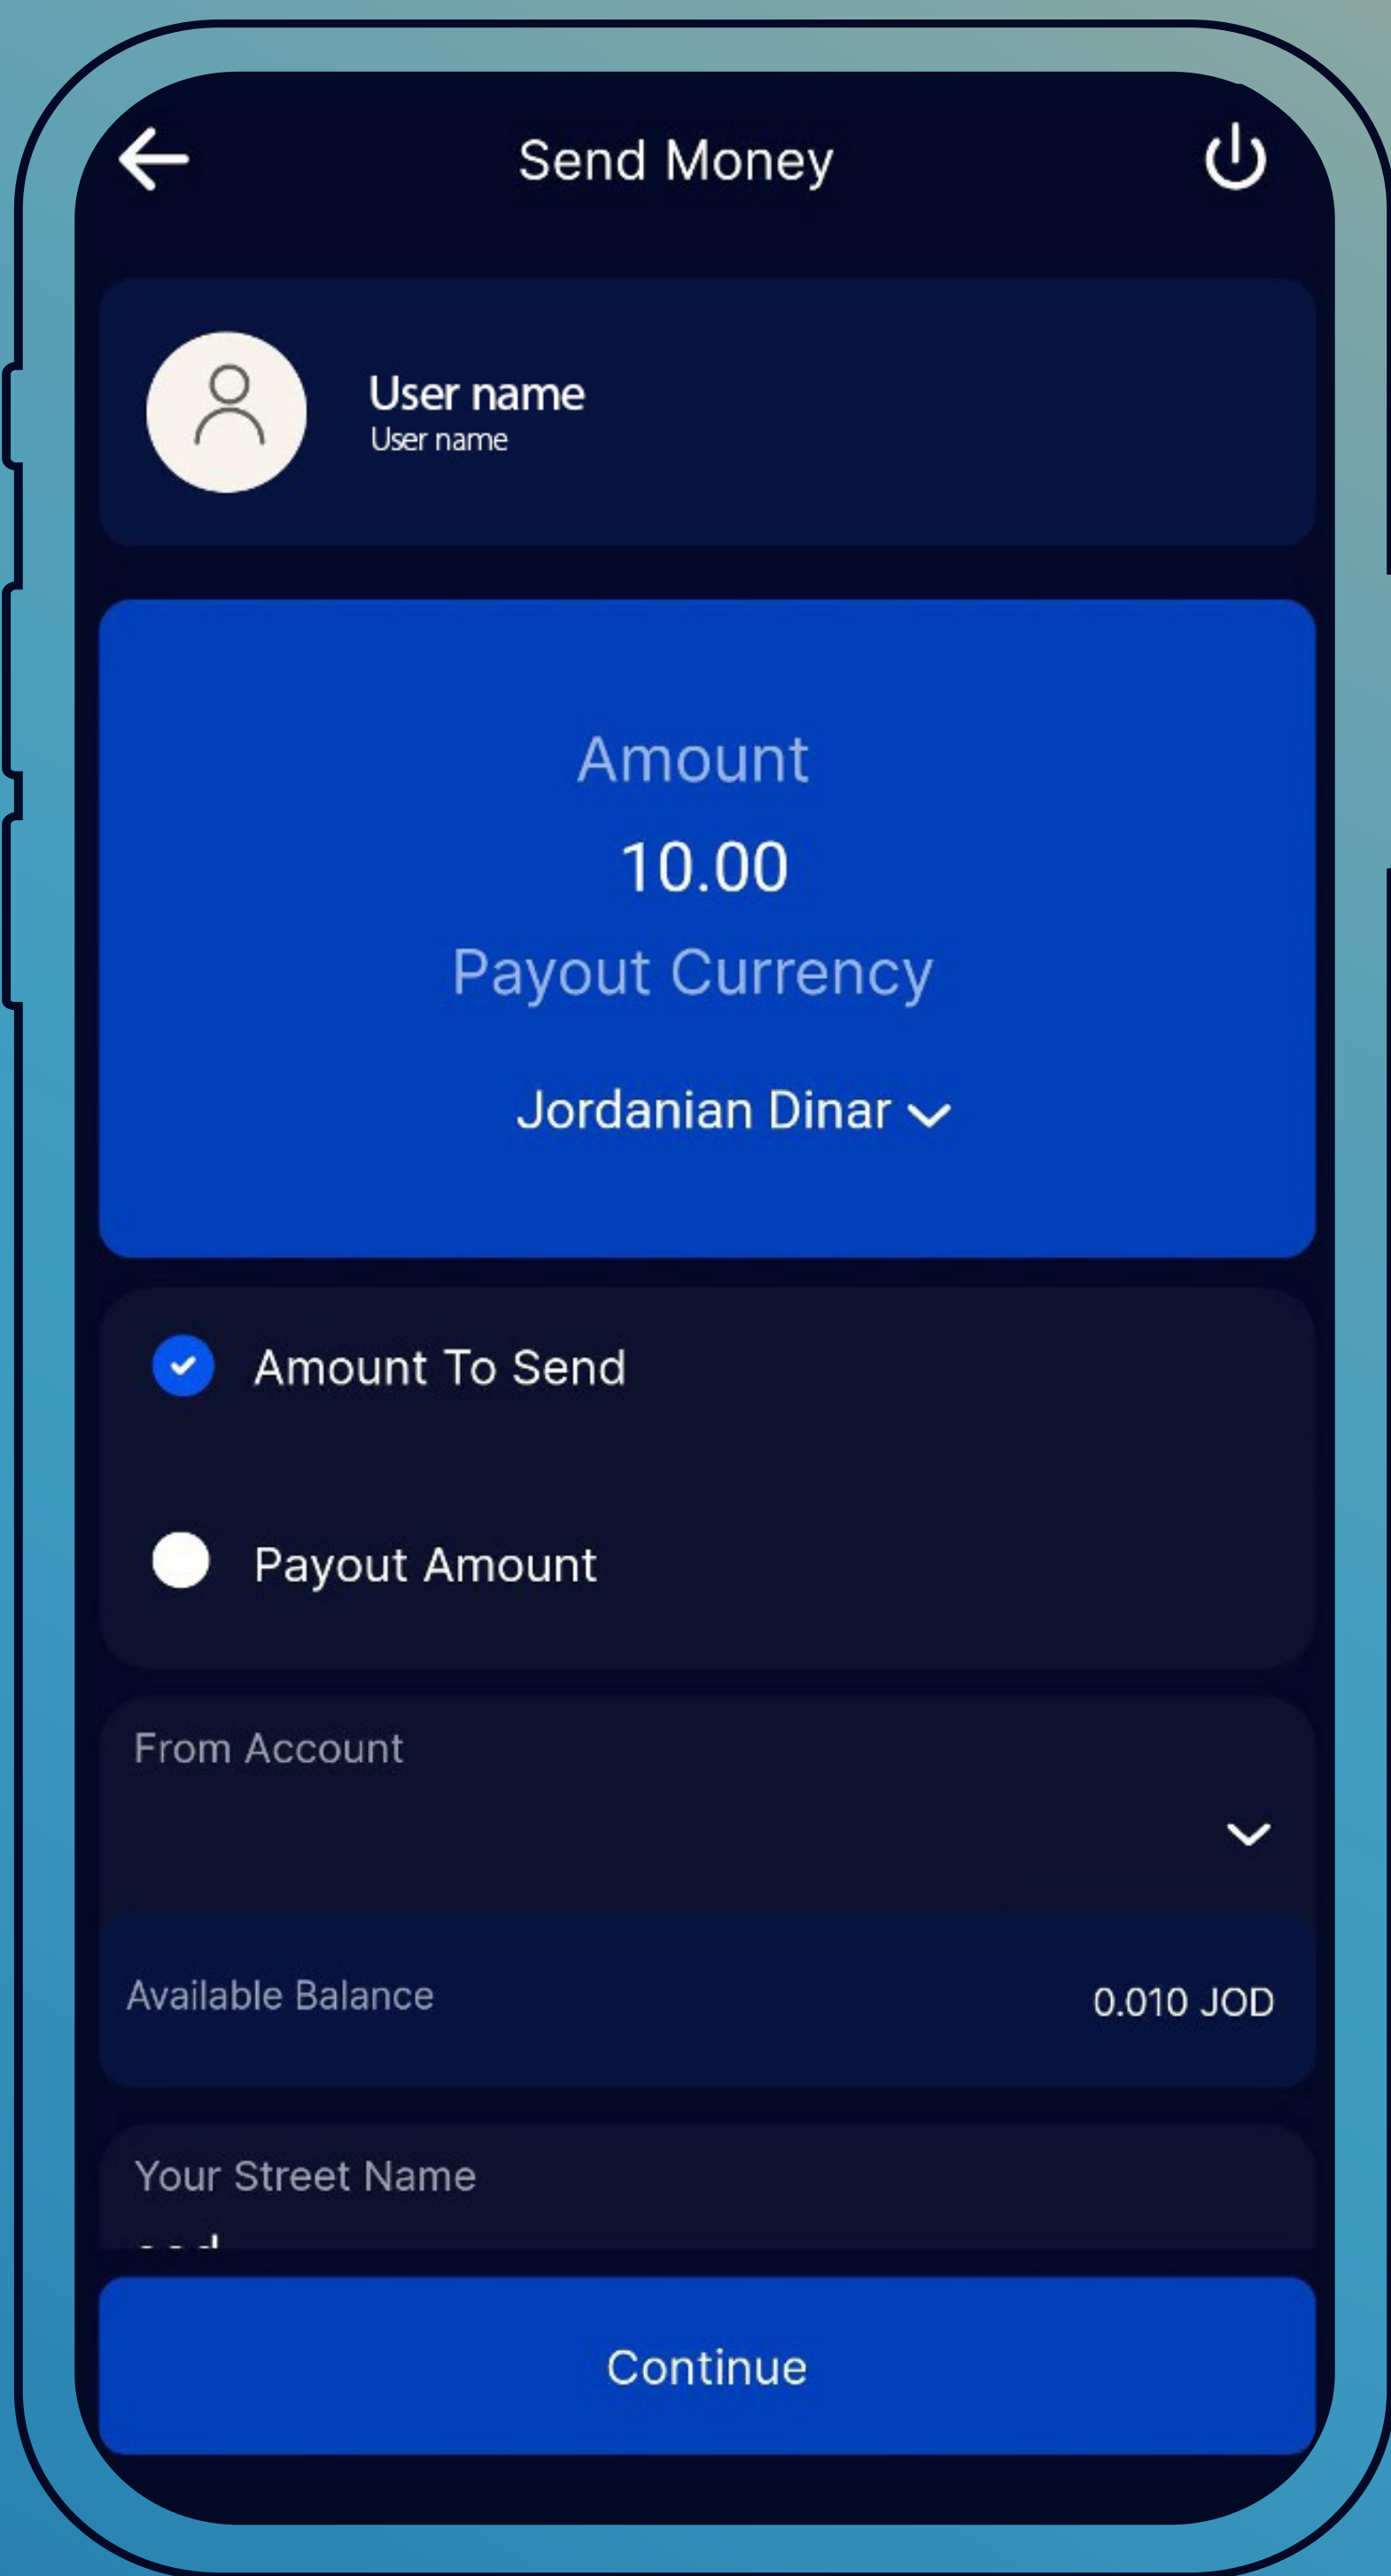 Send Money
User name
User name
Amount
10.00
Payout Currency
Jordanian Dinar
Amount To Send
Payout Amount
From Account
Available Balance
0.010 JOD
Your Street Name
Continue